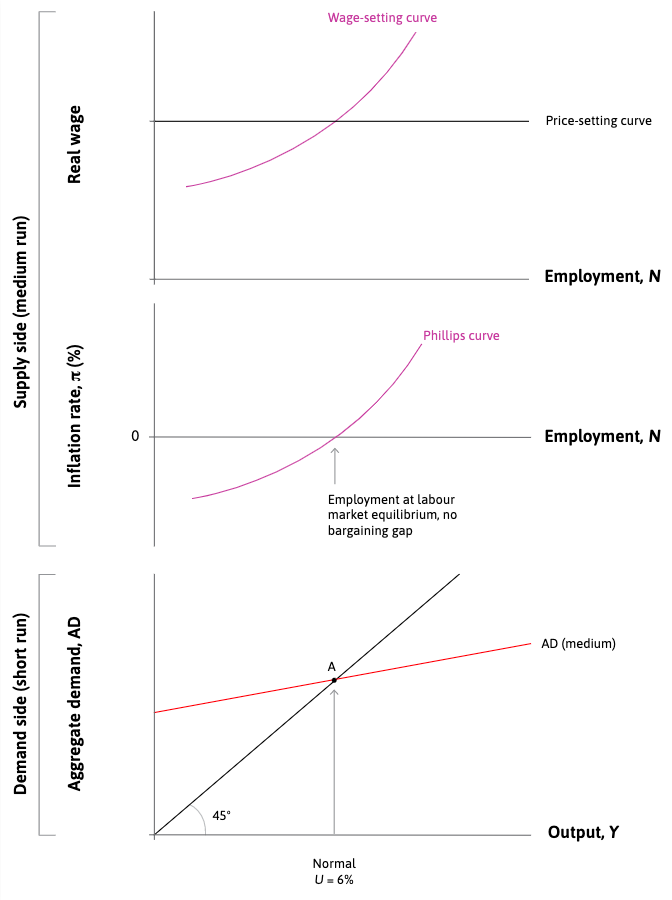 Supply side (medium run)
Real wage
Wage-setting curve
Price-setting curve
Employment, N
Inflation rate, π (%)
Phillips curve
0
Employment, N
Employment at labour
market equilibrium, no
bargaining gap
Demand side (short run)
Aggregate demand, AD
AD (medium)
A
45°
Output, Y
Normal
U = 6%